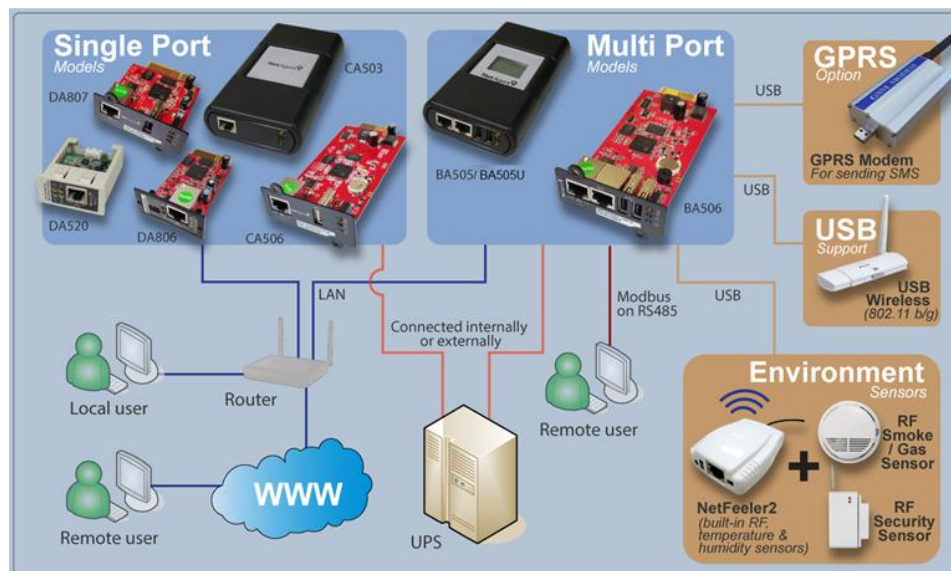 Single Port
Models
DA807
CA503
DA520
DA806
CA506
Multi Port
Models
BA505/ BA505U
BA506
USB
GPRS
Option
GSM MODEM
GPRS Modem
For sending SMS
USB
USB
Support
USB
Wireless
(802.11 b/g)
LAN
Connected internally
or externally
Modbus
on RS485
USB
Local user
Router
Remote user
WWW
UPS
Remote user
Environment
Sensors
NetFeeler2
(built-in RF,
temperature &
humidity sensors)
RF
Smoke
/ Gas
Sensor
RF
Security
Sensor